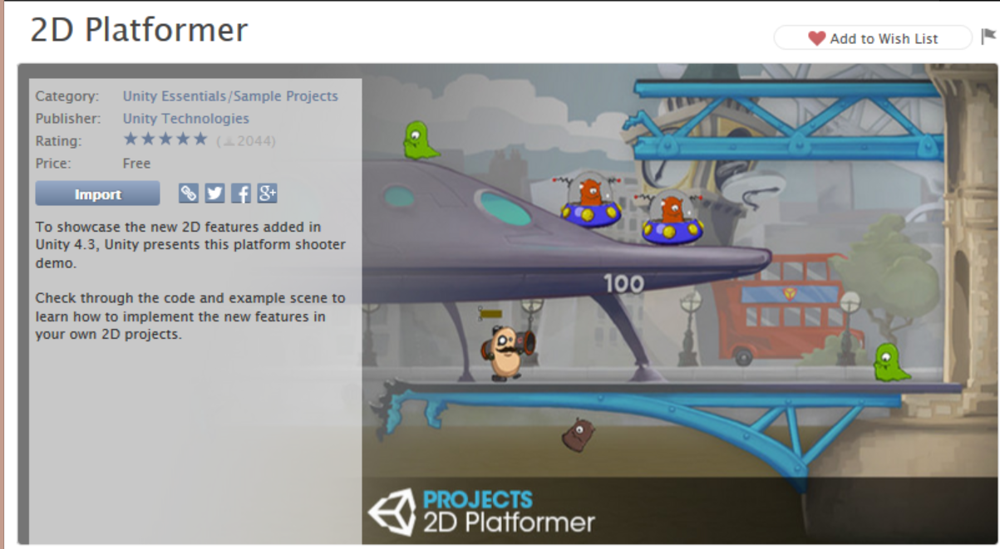 2D Platformer
Add to Wish List
Category: Unity Essentials/Sample Projects
Publisher: Unity Technologies
Rating: ★★★★★ (2044)
Price: Free
Import
To showcase the new 2D features added in
Unity 4.3, Unity presents this platform shooter
demo.
Check through the code and example scene to
learn how to implement the new features in
your own 2D projects.
100
PROJECTS
2D Platformer